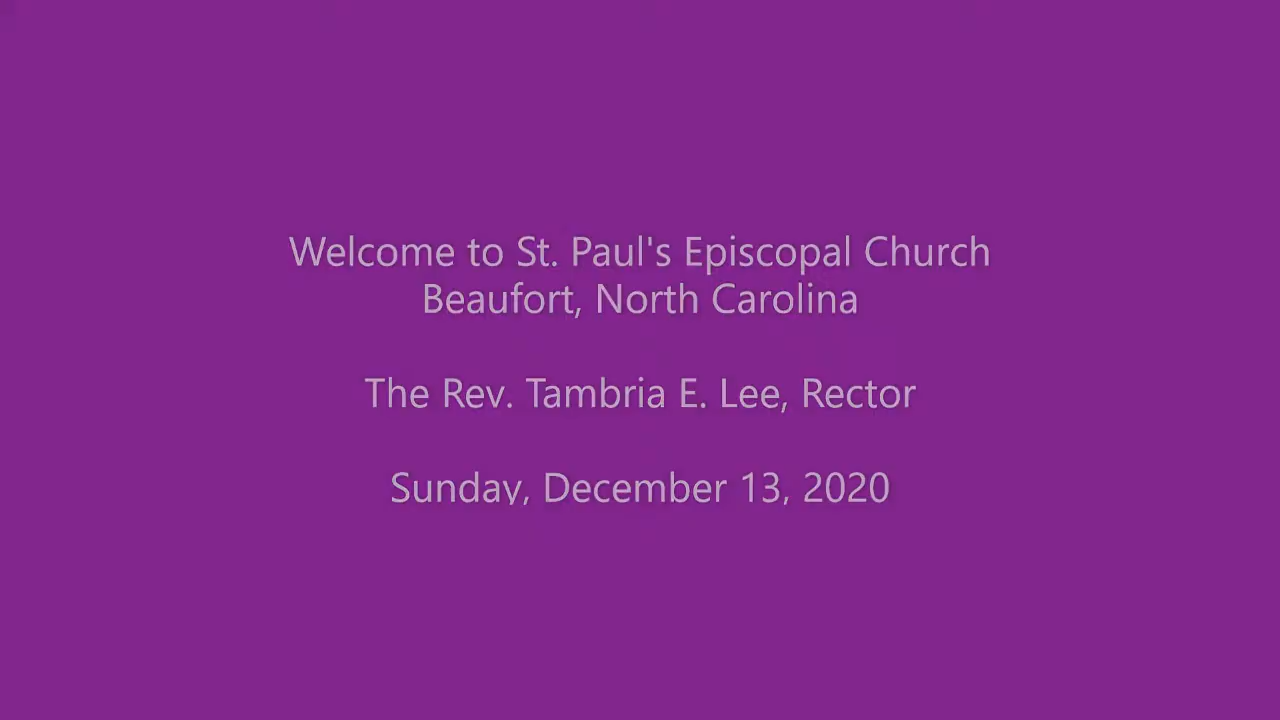 Welcome to St. Paul's Episcopal Church
Beaufort, North Carolina
The Rev. Tambria E. Lee, Rector
Sunday, December 13, 2020